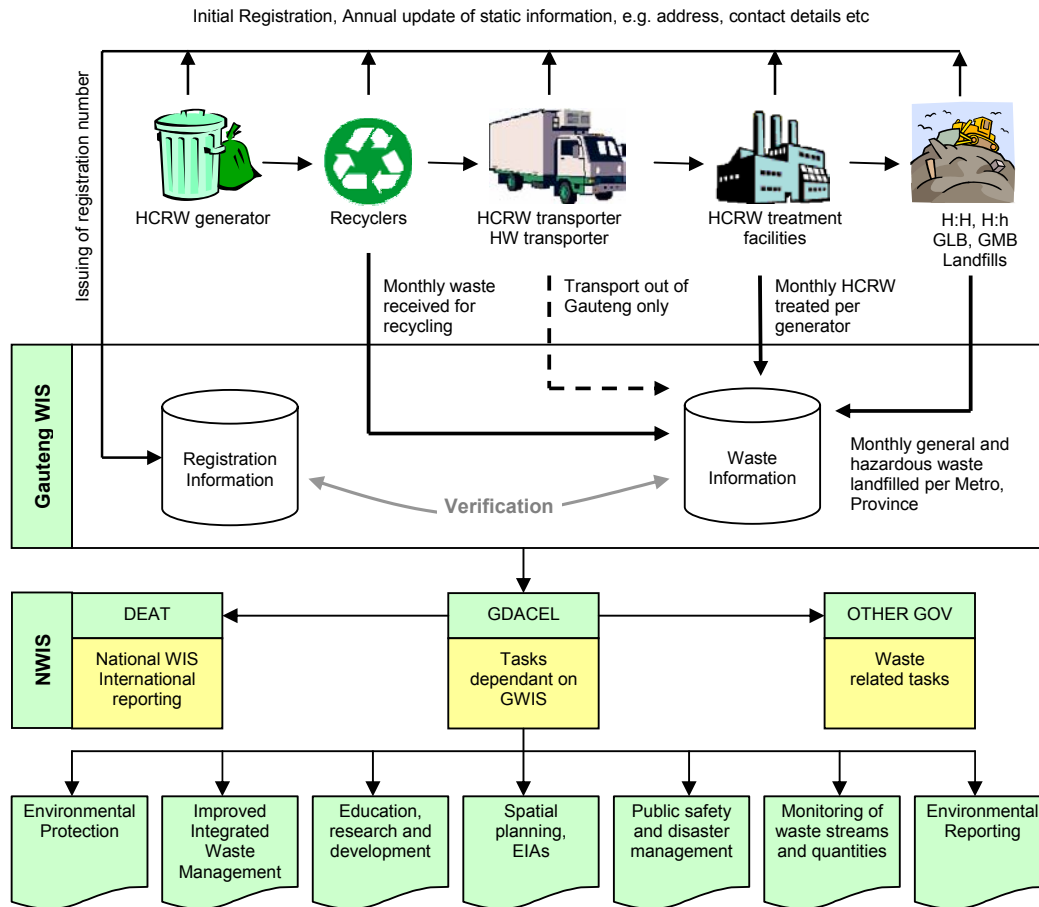 Initial Registration, Annual update of static information, e.g. address, contact details etc
Issuing of registration number
HCRW generator
Recyclers
HCRW transporter
HW transporter
HCRW treatment
facilities
H:H, H:h
GLB, GMB
Landfills
Monthly waste
received for
recycling
Transport out of
Gauteng only
Monthly HCRW
treated per
generator
Gauteng WIS
Registration
Information
Waste
Information
Verification
Monthly general and
hazardous waste
landfilled per Metro,
Province
NWIS
DEAT
National WIS
International
reporting
GDACEL
Tasks
dependant on
GWIS
OTHER GOV
Waste
related tasks
Environmental
Protection
Improved
Integrated
Waste
Management
Education,
research and
development
Spatial
planning,
EIAs
Public safety
and disaster
management
Monitoring of
waste streams
and quantities
Environmental
Reporting